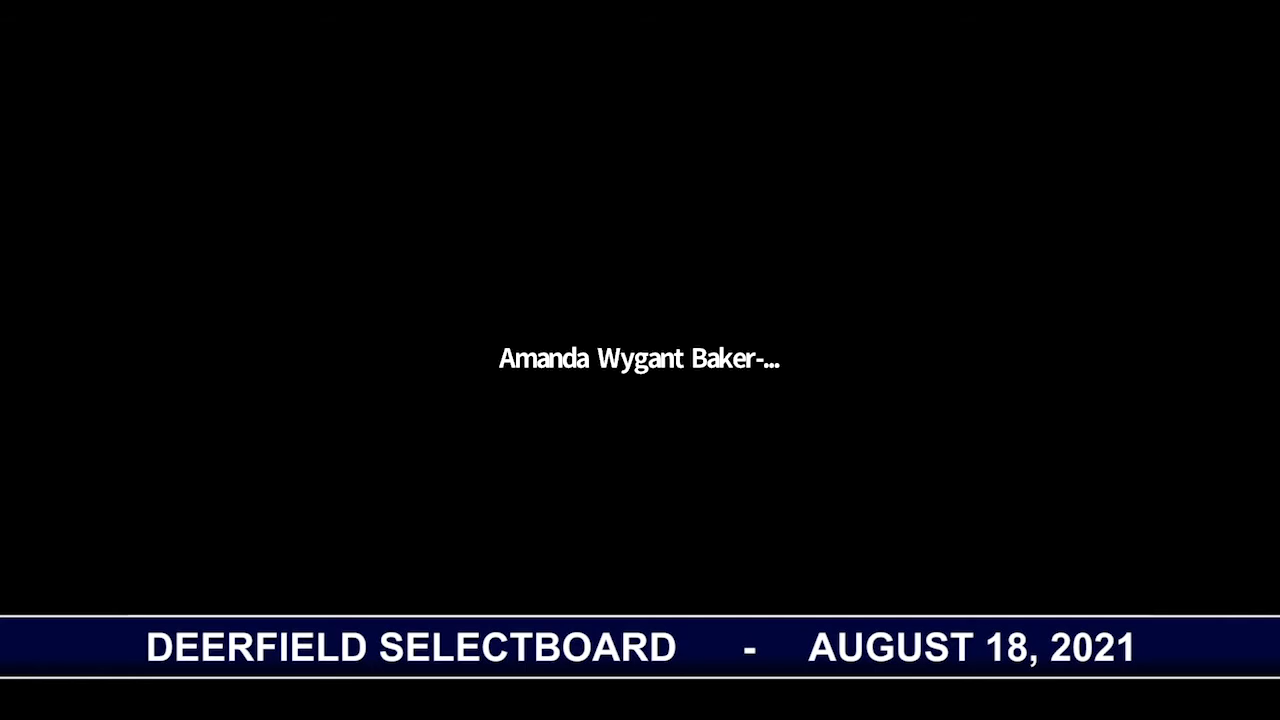 Amanda Wygant Baker-...
DEERFIELD SELECTBOARD - AUGUST 18, 2021